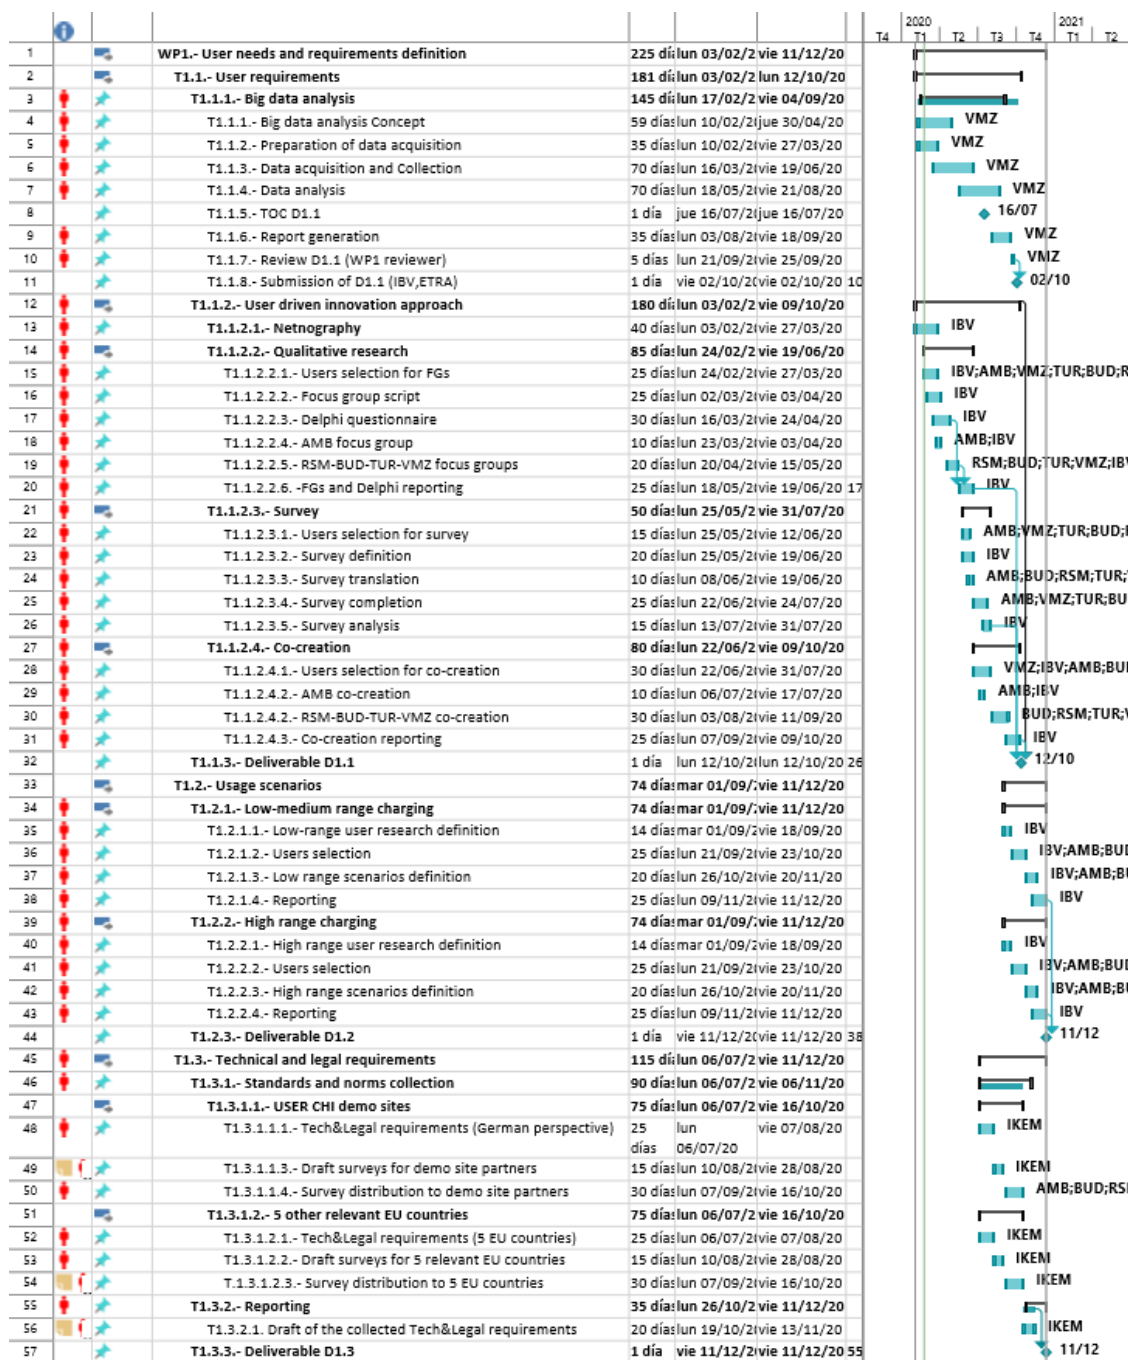 2020 2021
T4 T1 T2 T3 T4 T1 T2
1 WP1.- User needs and requirements definition 225 día lun 03/02/2 vie 11/12/20
2 T1.1.- User requirements 181 día lun 03/02/2 lun 12/10/20
3 T1.1.1.- Big data analysis 145 día lun 17/02/2 vie 04/09/20
4 T1.1.1.- Big data analysis Concept 59 días lun 10/02/20 jue 30/04/20 VMZ
5 T1.1.2.- Preparation of data acquisition 35 días lun 10/02/20 vie 27/03/20 VMZ
6 T1.1.3.- Data acquisition and Collection 70 días lun 16/03/20 vie 19/06/20 VMZ
7 T1.1.4.- Data analysis 70 días lun 18/05/20 vie 21/08/20 VMZ
8 T1.1.5.- TOC D1.1 1 día jue 16/07/20 jue 16/07/20 16/07
9 T1.1.6.- Report generation 35 días lun 03/08/20 vie 18/09/20 VMZ
10 T1.1.7.- Review D1.1 (WP1 reviewer) 5 días lun 21/09/20 vie 25/09/20 VMZ
11 T1.1.8.- Submission of D1.1 (IBV,ETRA) 1 día vie 02/10/20 vie 02/10/20 10 02/10
12 T1.1.2.- User driven innovation approach 180 día lun 03/02/2 vie 09/10/20
13 T1.1.2.1.- Netnography 40 días lun 03/02/20 vie 27/03/20 IBV
14 T1.1.2.2.- Qualitative research 85 días lun 24/02/2 vie 19/06/20
15 T1.1.2.2.1.- Users selection for FGs 25 días lun 24/02/20 vie 27/03/20 IBV;AMB;VMZ;TUR;BUD;R
16 T1.1.2.2.2.- Focus group script 25 días lun 02/03/20 vie 03/04/20 IBV
17 T1.1.2.2.3.- Delphi questionnaire 30 días lun 16/03/20 vie 24/04/20 IBV
18 T1.1.2.2.4.- AMB focus group 10 días lun 23/03/20 vie 03/04/20 AMB;IBV
19 T1.1.2.2.5.- RSM-BUD-TUR-VMZ focus groups 20 días lun 20/04/20 vie 15/05/20 RSM;BUD;TUR;VMZ;IBV
20 T1.1.2.2.6. -FGs and Delphi reporting 25 días lun 18/05/20 vie 19/06/20 17 IBV
21 T1.1.2.3.- Survey 50 días lun 25/05/2 vie 31/07/20
22 T1.1.2.3.1.- Users selection for survey 15 días lun 25/05/20 vie 12/06/20 AMB;VMZ;TUR;BUD;
23 T1.1.2.3.2.- Survey definition 20 días lun 25/05/20 vie 19/06/20 IBV
24 T1.1.2.3.3.- Survey translation 10 días lun 08/06/20 vie 19/06/20 AMB;BUD;RSM;TUR;
25 T1.1.2.3.4.- Survey completion 25 días lun 22/06/20 vie 24/07/20 AMB;VMZ;TUR;BU
26 T1.1.2.3.5.- Survey analysis 15 días lun 13/07/20 vie 31/07/20 IBV
27 T1.1.2.4.- Co-creation 80 días lun 22/06/2 vie 09/10/20
28 T1.1.2.4.1.- Users selection for co-creation 30 días lun 22/06/20 vie 31/07/20 VMZ;IBV;AMB;BUD
29 T1.1.2.4.2.- AMB co-creation 10 días lun 06/07/20 vie 17/07/20 AMB;IBV
30 T1.1.2.4.2.- RSM-BUD-TUR-VMZ co-creation 30 días lun 03/08/20 vie 11/09/20 BUD;RSM;TUR;V
31 T1.1.2.4.3.- Co-creation reporting 25 días lun 07/09/20 vie 09/10/20 IBV
32 T1.1.3.- Deliverable D1.1 1 día lun 12/10/20 lun 12/10/20 26 12/10
33 T1.2.- Usage scenarios 74 días mar 01/09/2 vie 11/12/20
34 T1.2.1.- Low-medium range charging 74 días mar 01/09/2 vie 11/12/20
35 T1.2.1.1.- Low-range user research definition 14 días mar 01/09/2 vie 18/09/20 IBV
36 T1.2.1.2.- Users selection 25 días lun 21/09/20 vie 23/10/20 IBV;AMB;BUD
37 T1.2.1.3.- Low range scenarios definition 20 días lun 26/10/20 vie 20/11/20 IBV;AMB;BU
38 T1.2.1.4.- Reporting 25 días lun 09/11/20 vie 11/12/20 IBV
39 T1.2.2.- High range charging 74 días mar 01/09/2 vie 11/12/20
40 T1.2.2.1.- High range user research definition 14 días mar 01/09/2 vie 18/09/20 IBV
41 T1.2.2.2.- Users selection 25 días lun 21/09/20 vie 23/10/20 IBV;AMB;BUD
42 T1.2.2.3.- High range scenarios definition 20 días lun 26/10/20 vie 20/11/20 IBV;AMB;BU
43 T1.2.2.4.- Reporting 25 días lun 09/11/20 vie 11/12/20 IBV
44 T1.2.3.- Deliverable D1.2 1 día vie 11/12/20 vie 11/12/20 38 11/12
45 T1.3.- Technical and legal requirements 115 día lun 06/07/2 vie 11/12/20
46 T1.3.1.- Standards and norms collection 90 días lun 06/07/2 vie 06/11/20
47 T1.3.1.1.- USER CHI demo sites 75 días lun 06/07/2 vie 16/10/20
48 T1.3.1.1.1.- Tech&Legal requirements (German perspective) 25 días lun 06/07/20 vie 07/08/20 IKEM
49 T1.3.1.1.3.- Draft surveys for demo site partners 15 días lun 10/08/20 vie 28/08/20 IKEM
50 T1.3.1.1.4.- Survey distribution to demo site partners 30 días lun 07/09/20 vie 16/10/20 AMB;BUD;RS
51 T1.3.1.2.- 5 other relevant EU countries 75 días lun 06/07/2 vie 16/10/20
52 T1.3.1.2.1.- Tech&Legal requirements (5 EU countries) 25 días lun 06/07/20 vie 07/08/20 IKEM
53 T1.3.1.2.2.- Draft surveys for 5 relevant EU countries 15 días lun 10/08/20 vie 28/08/20 IKEM
54 T.1.3.1.2.3.- Survey distribution to 5 EU countries 30 días lun 07/09/20 vie 16/10/20 IKEM
55 T1.3.2.- Reporting 35 días lun 26/10/2 vie 11/12/20
56 T1.3.2.1. Draft of the collected Tech&Legal requirements 20 días lun 19/10/20 vie 13/11/20 IKEM
57 T1.3.3.- Deliverable D1.3 1 día vie 11/12/20 vie 11/12/20 55 11/12